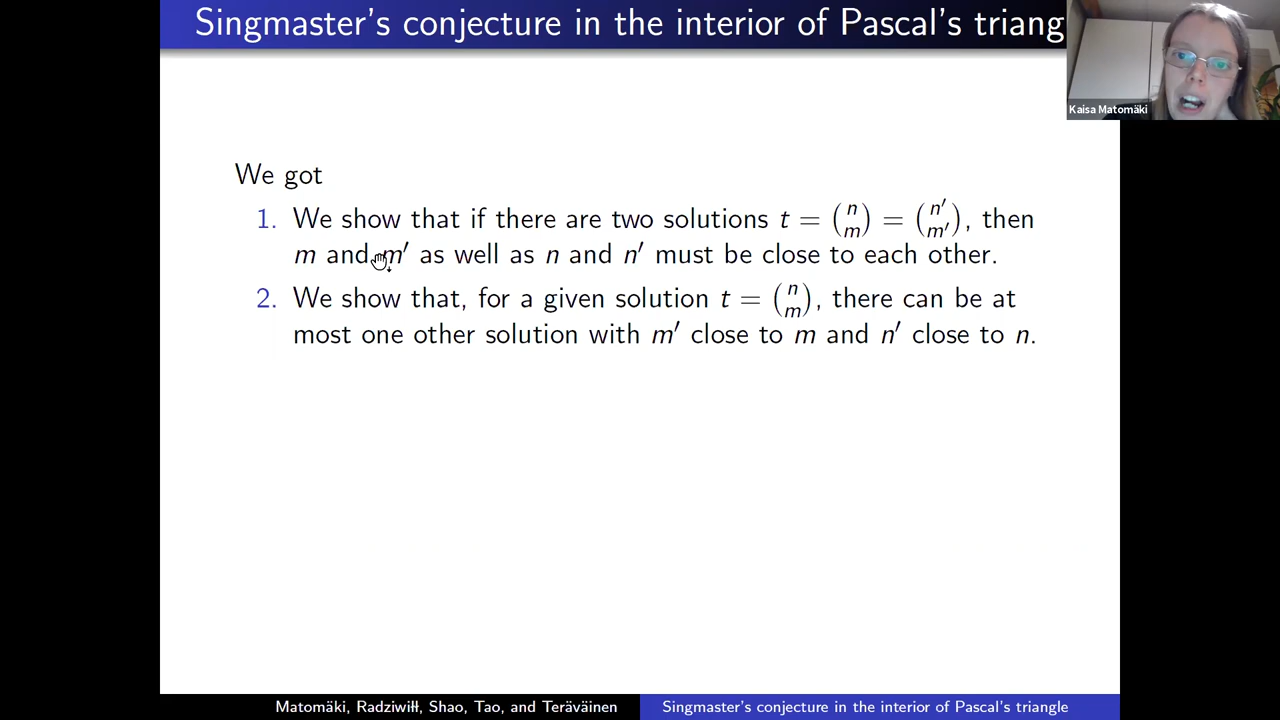 Singmaster's conjecture in the interior of Pascal's triang
Kaisa Matomäki
We got
1. We show that if there are two solutions t = (n m) = (n′ m′), then
m and m′ as well as n and n′ must be close to each other.
2. We show that, for a given solution t = (n m), there can be at
most one other solution with m′ close to m and n′ close to n.
Matomäki, Radziwiłł, Shao, Tao, and Teräväinen
Singmaster's conjecture in the interior of Pascal's triangle